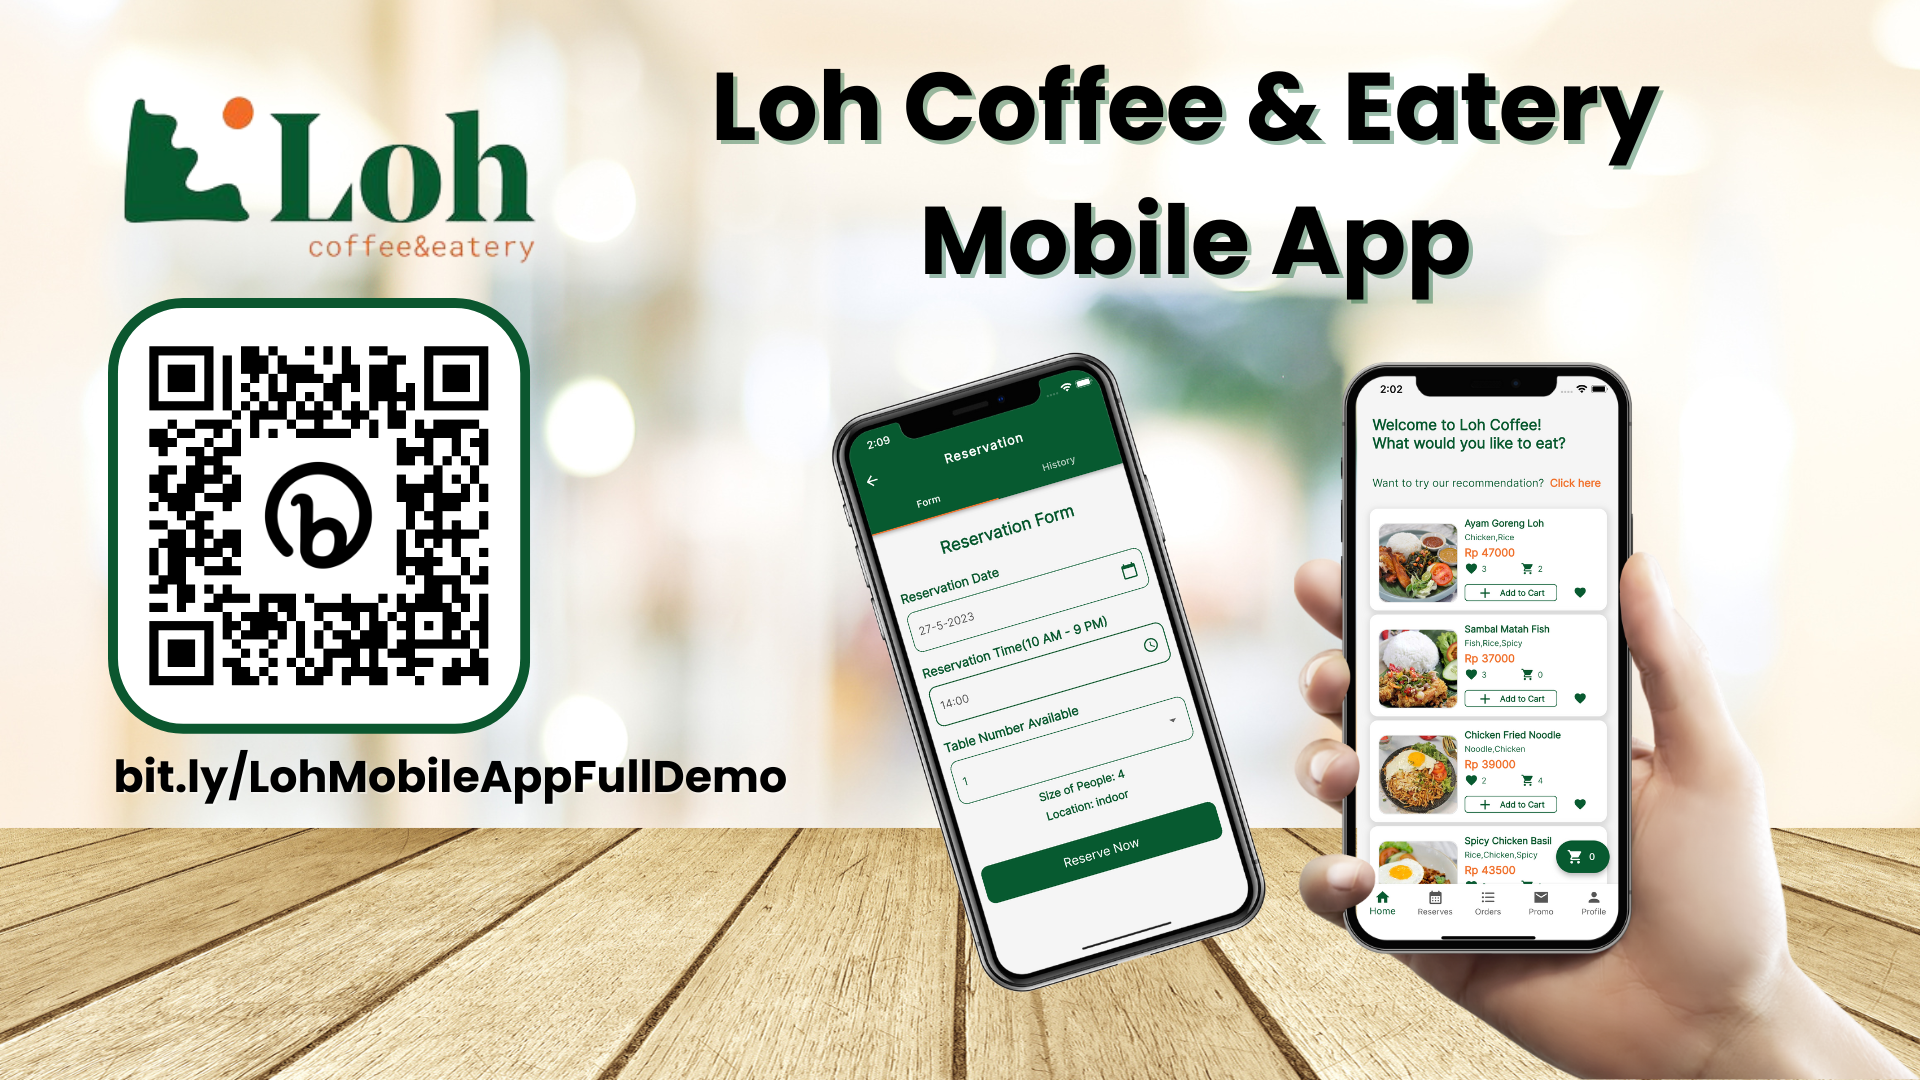 Loh
coffee&eatery
Loh Coffee & Eatery
Mobile App
bit.ly/LohMobileAppFullDemo
2:09
Reservation
Form
History
Reservation Form
Reservation Date
27-5-2023
Reservation Time(10 AM - 9 PM)
14:00
Table Number Available
1
Size of People: 4
Location: indoor
Reserve Now
2:02
Welcome to Loh Coffee!
What would you like to eat?
Want to try our recommendation? Click here
Ayam Goreng Loh
Chicken,Rice
Rp 47000
3 2
Add to Cart
Sambal Matah Fish
Fish,Rice,Spicy
Rp 37000
3 0
Add to Cart
Chicken Fried Noodle
Noodle,Chicken
Rp 39000
2 4
Add to Cart
Spicy Chicken Basil
Rice,Chicken,Spicy
Rp 43500
0
Home Reserves Orders Promo Profile